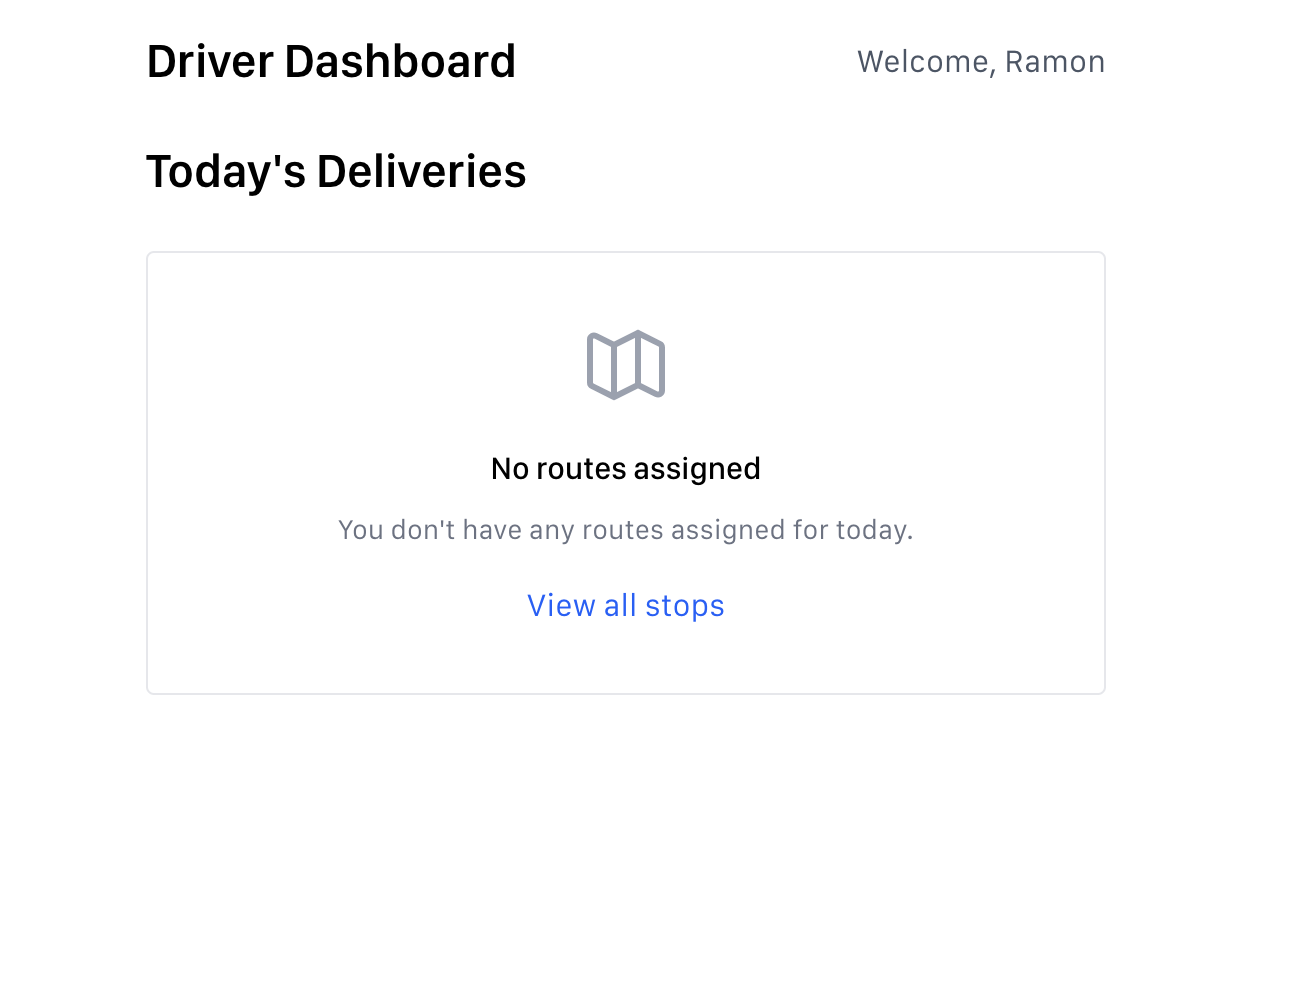 Driver Dashboard
Welcome, Ramon
Today's Deliveries
No routes assigned
You don't have any routes assigned for today.
View all stops